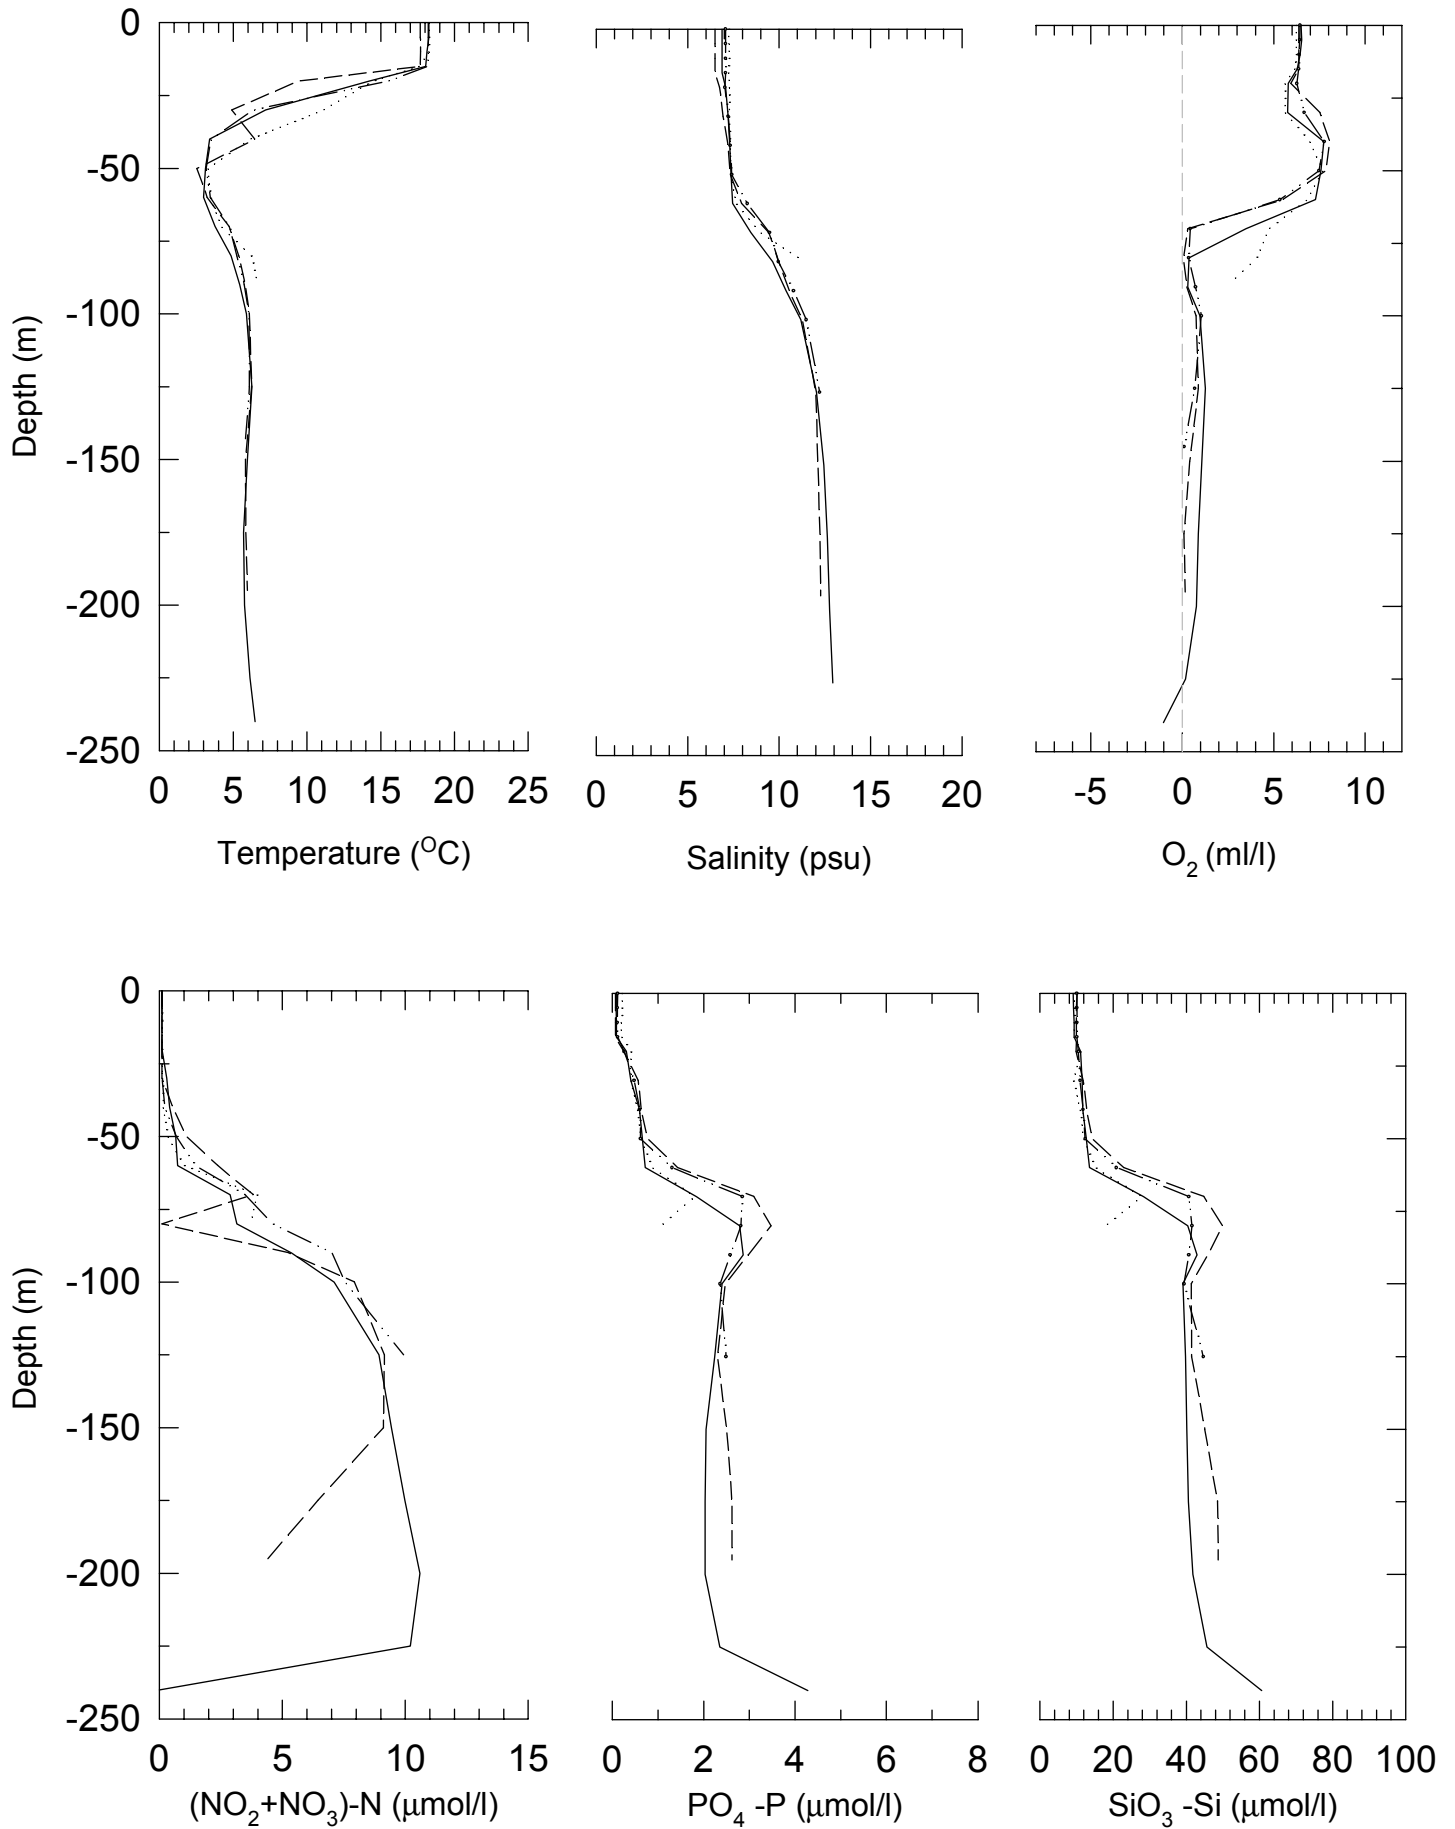 0
-50
-100
-150
-200
-250
Depth (m)
0 5 10 15 20 25
Temperature (°C)
0 5 10 15 20
Salinity (psu)
-5 0 5 10
O₂ (ml/l)
0
-50
-100
-150
-200
-250
Depth (m)
0 5 10 15
(NO₂+NO₃)-N (μmol/l)
0 2 4 6 8
PO₄ -P (μmol/l)
0 20 40 60 80 100
SiO₃ -Si (μmol/l)